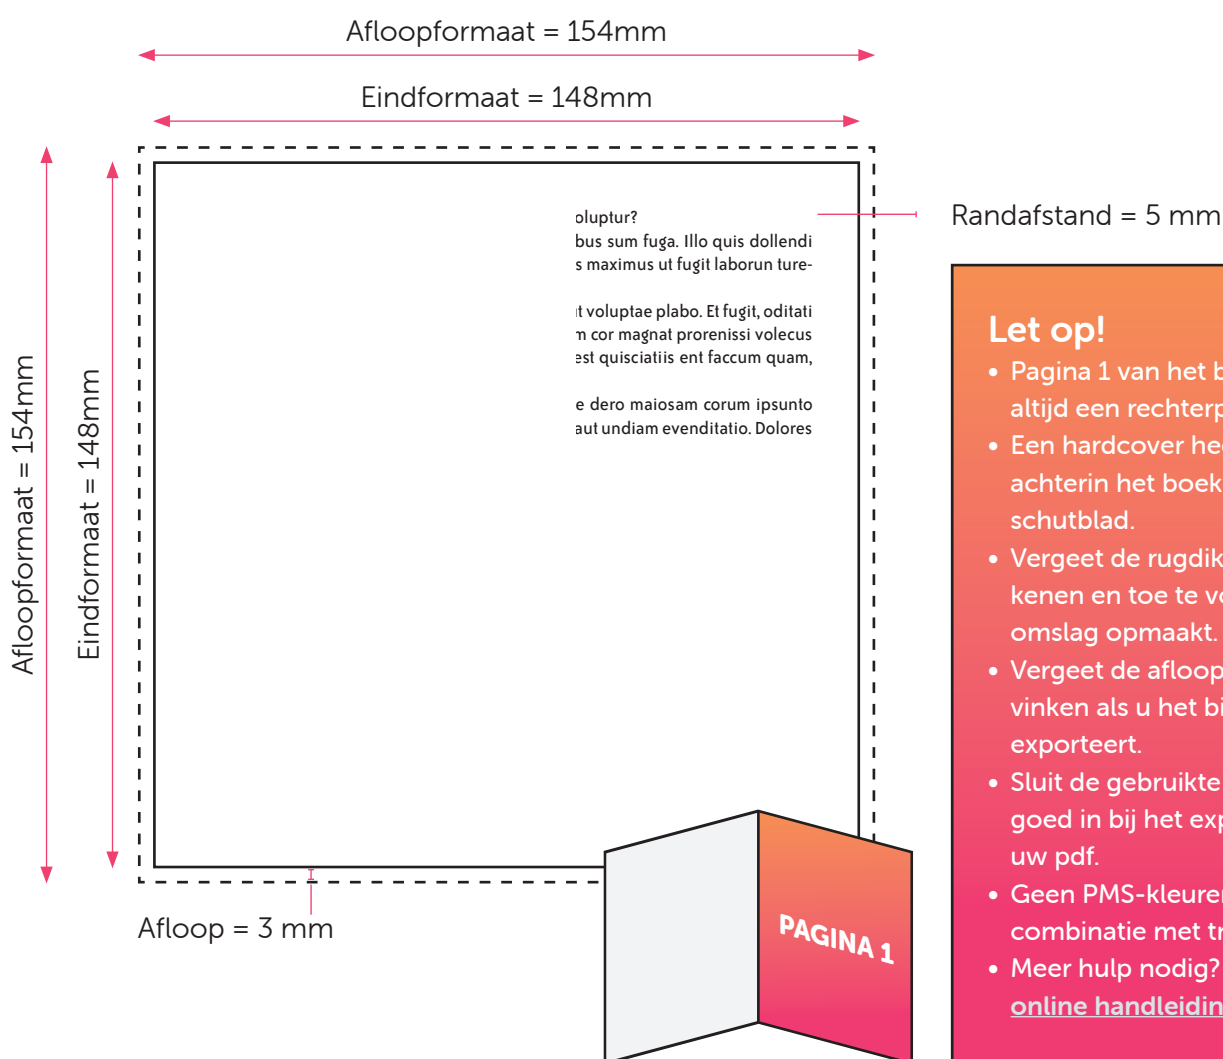 Afloopformaat = 154mm
Eindformaat = 148mm
Afloopformaat = 154mm
Eindformaat = 148mm
oluptur?
bus sum fuga. Illo quis dollendi
s maximus ut fugit laborun ture-
t voluptae plabo. Et fugit, oditati
m cor magnat prorenissi volecus
est quisciatiis ent faccum quam,
e dero maiosam corum ipsunto
aut undiam evenditatio. Dolores
Randafstand = 5 mm
Afloop = 3 mm
PAGINA 1
Let op!
• Pagina 1 van het b
altijd een rechterp
• Een hardcover hee
achterin het boek
schutblad.
• Vergeet de rugdik
kenen en toe te vo
omslag opmaakt.
• Vergeet de afloop
vinken als u het bi
exporteert.
• Sluit de gebruikte
goed in bij het exp
uw pdf.
• Geen PMS-kleuren
combinatie met tr
• Meer hulp nodig?
online handleidin